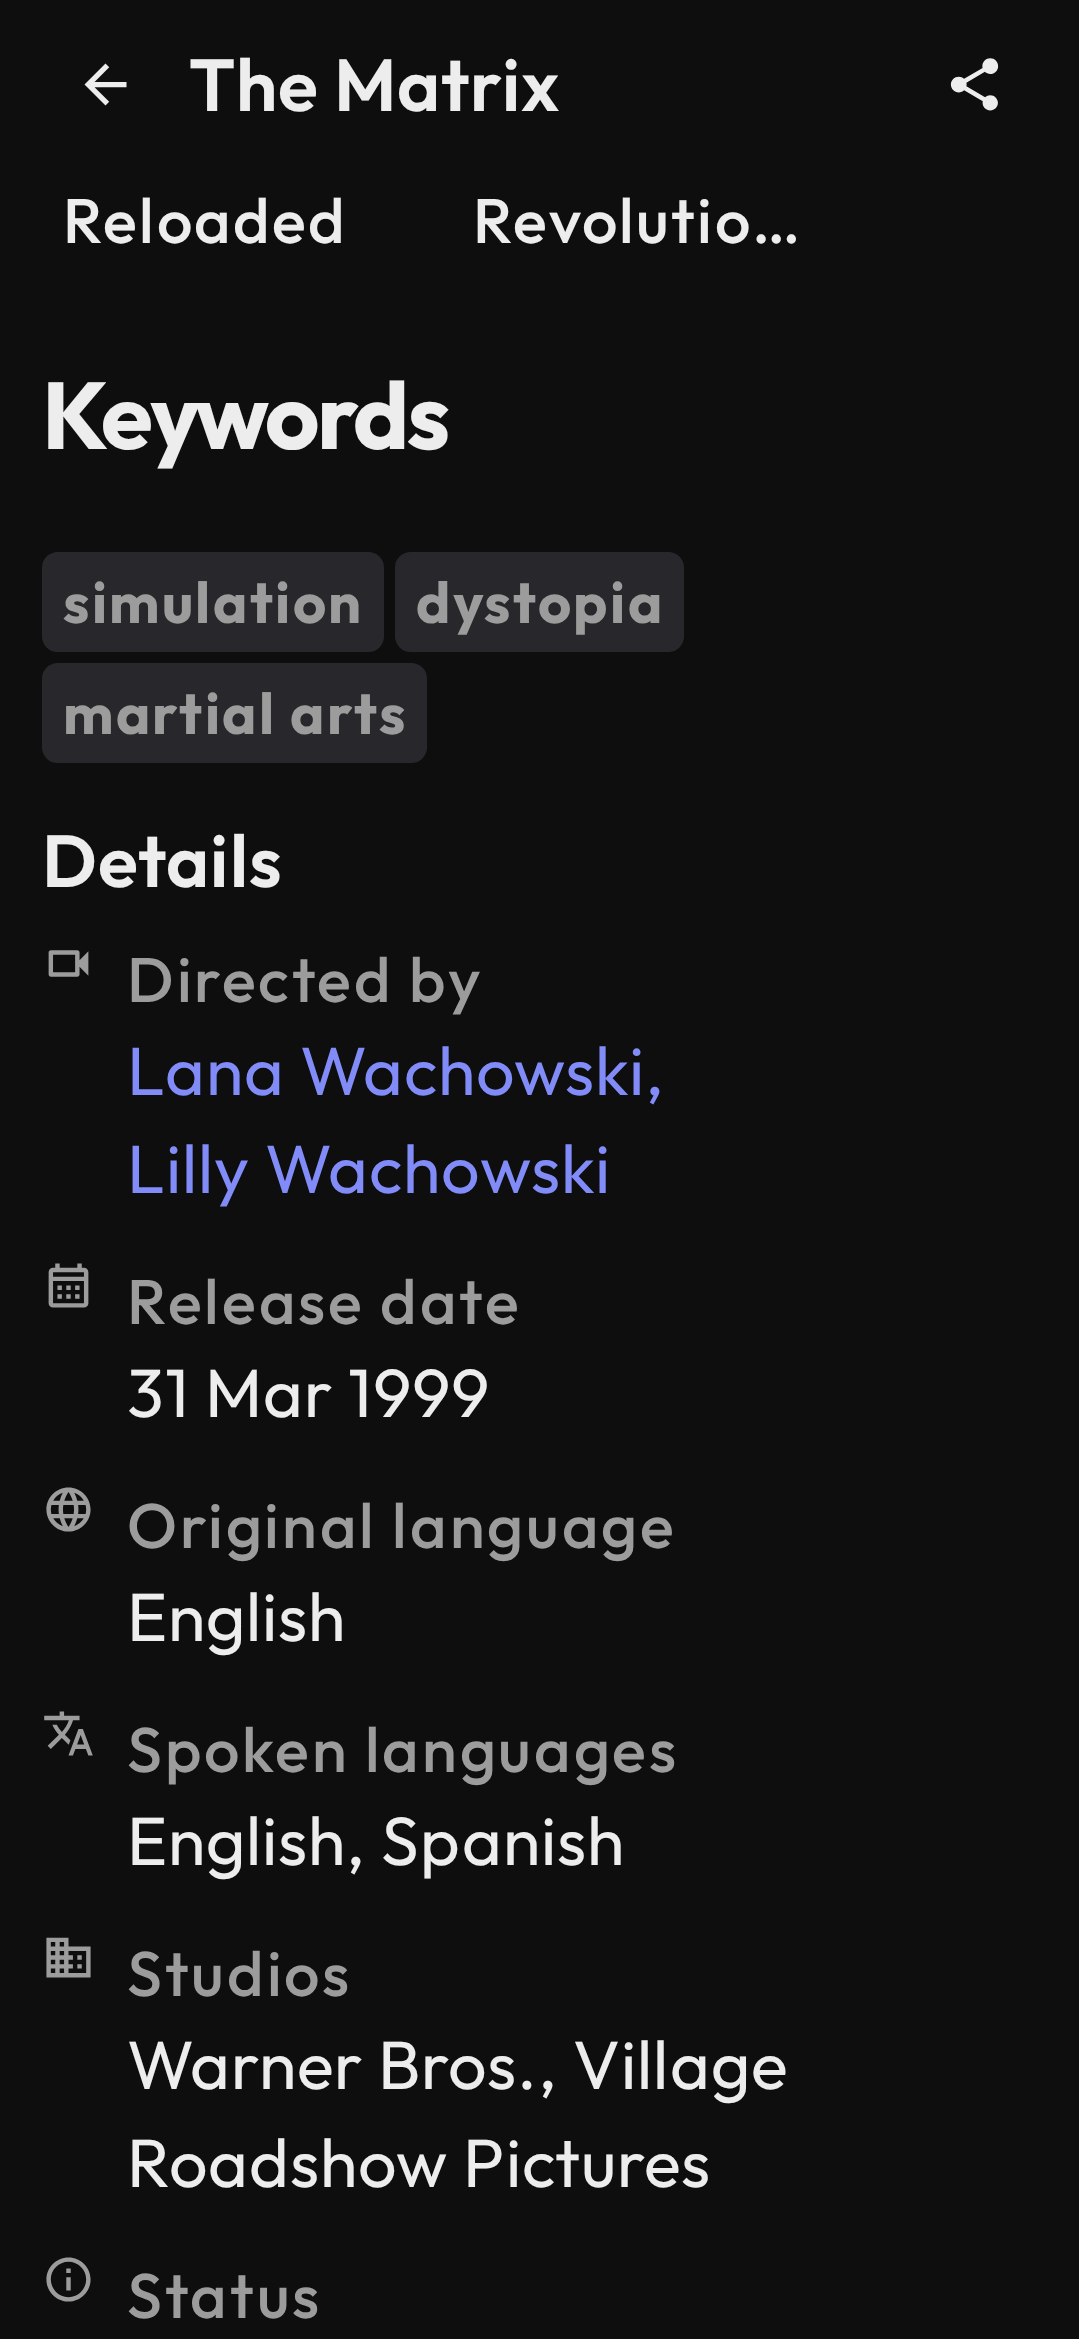 The Matrix
Reloaded
Revolutio...
Keywords
simulation
dystopia
martial arts
Details
Directed by
Lana Wachowski,
Lilly Wachowski
Release date
31 Mar 1999
Original language
English
Spoken languages
English, Spanish
Studios
Warner Bros., Village
Roadshow Pictures
Status